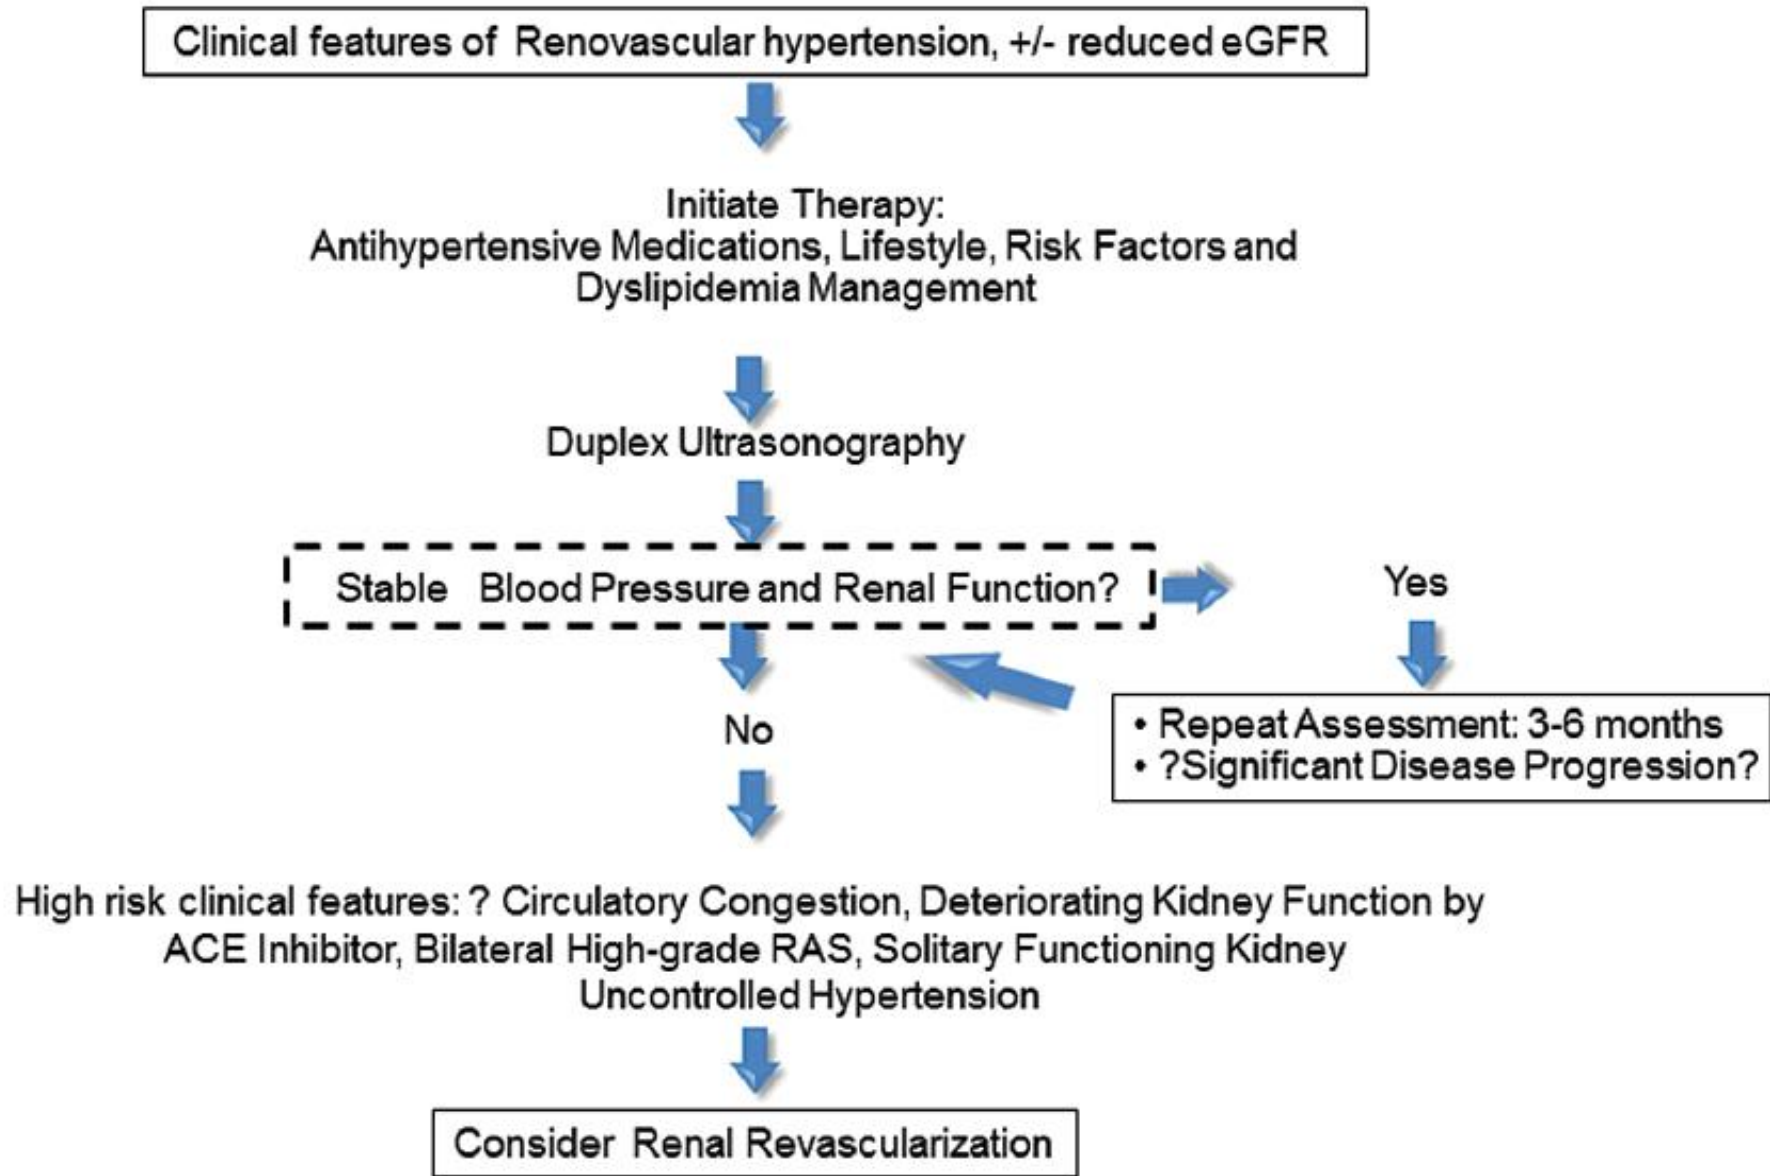 Clinical features of Renovascular hypertension, +/- reduced eGFR
Initiate Therapy:
Antihypertensive Medications, Lifestyle, Risk Factors and
Dyslipidemia Management
Duplex Ultrasonography
Stable Blood Pressure and Renal Function?
Yes
• Repeat Assessment: 3-6 months
• ?Significant Disease Progression?
No
High risk clinical features: ? Circulatory Congestion, Deteriorating Kidney Function by
ACE Inhibitor, Bilateral High-grade RAS, Solitary Functioning Kidney
Uncontrolled Hypertension
Consider Renal Revascularization